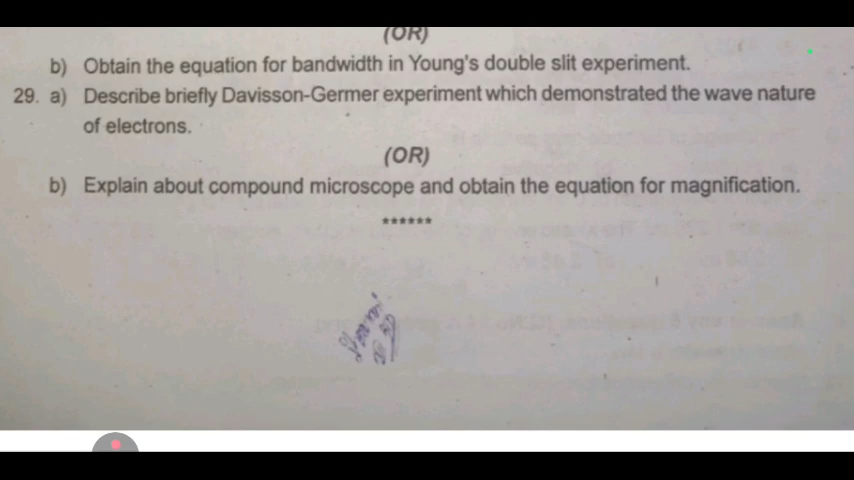 (OR)
b) Obtain the equation for bandwidth in Young's double slit experiment.
29. a) Describe briefly Davisson-Germer experiment which demonstrated the wave nature
of electrons.
(OR)
b) Explain about compound microscope and obtain the equation for magnification.
******